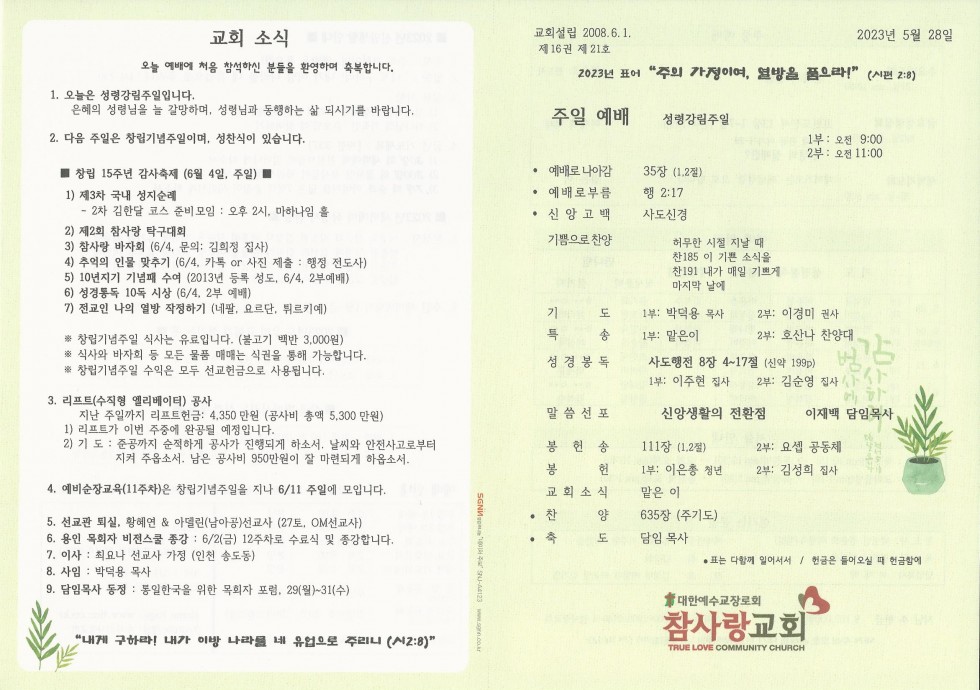 교회 소식
오늘 예배에 처음 참석하신 분들을 환영하며 축복합니다.
1. 오늘은 성령강림주일입니다.
은혜의 성령님을 늘 갈망하며, 성령님과 동행하는 삶 되시기를 바랍니다.
2. 다음 주일은 창립기념주일이며, 성찬식이 있습니다.
■ 창립 15주년 감사축제 (6월 4일, 주일) ■
1) 제3차 국내 성지순례
- 2차 김한달 코스 준비모임 : 오후 2시, 마하나임 홀
2) 제2회 참사랑 탁구대회
3) 참사랑 바자회 (6/4, 문의: 김희정 집사)
4) 추억의 인물 맞추기 (6/4, 카톡 or 사진 제출 : 행정 전도사)
5) 10년지기 기념패 수여 (2013년 등록 성도, 6/4, 2부예배)
6) 성경통독 10독 시상 (6/4, 2부 예배)
7) 전교인 나의 열방 작정하기 (네팔, 요르단, 튀르키예)
※ 창립기념주일 식사는 유료입니다. (불고기 백반 3,000원)
※ 식사와 바자회 등 모든 물품 매매는 식권을 통해 가능합니다.
※ 창립기념주일 수익은 모두 선교헌금으로 사용됩니다.
3. 리프트(수직형 엘리베이터) 공사
지난 주일까지 리프트헌금: 4,350 만원 (공사비 총액 5,300 만원)
1) 리프트가 이번 주중에 완공될 예정입니다.
2) 기 도 : 준공까지 순적하게 공사가 진행되게 하소서. 날씨와 안전사고로부터
지켜 주옵소서. 남은 공사비 950만원이 잘 마련되게 하옵소서.
4. 예비순장교육(11주차)은 창립기념주일을 지나 6/11 주일에 모입니다.
5. 선교관 퇴실, 황혜연 & 아델린(남아공)선교사 (27토, OM선교사)
6. 용인 목회자 비전스쿨 종강 : 6/2(금) 12주차로 수료식 및 종강합니다.
7. 이사 : 최요나 선교사 가정 (인천 송도동)
8. 사임 : 박덕용 목사
9. 담임목사 동정 : 통일한국을 위한 목회자 포럼, 29(월)~31(수)
"내게 구하라! 내가 이방 나라를 네 유업으로 주리니 (시2:8)"
교회설립 2008.6.1.
제16권 제21호
2023년 5월 28일
2023년 표어 "주의 가정이여, 열방을 품으라!" (시편 2:8)
주일 예배 성령강림주일
1부: 오전 9:00
2부: 오전 11:00
• 예배로 나아감 35장 (1,2절)
• 예배로부름 행 2:17
• 신 앙 고 백 사도신경
기쁨으로찬양 허무한 시절 지날 때
찬185 이 기쁜 소식을
찬191 내가 매일 기쁘게
마지막 날에
기 도 1부: 박덕용 목사 2부: 이경미 권사
특 송 1부: 맡은이 2부: 호산나 찬양대
성 경 봉 독 사도행전 8장 4~17절 (신약 199p)
1부: 이주현 집사 2부: 김순영 집사
말 씀 선 포 신앙생활의 전환점 이재백 담임목사
봉 헌 송 111장 (1,2절) 2부: 요셉 공동체
봉 헌 1부: 이은총 청년 2부: 김성희 집사
교 회 소 식 맡은 이
• 찬 양 635장 (주기도)
• 축 도 담임 목사
• 표는 다함께 일어서서 / 헌금은 들어오실 때 헌금함에
감사하라
범사에
대한예수교장로회
참사랑교회
TRUE LOVE COMMUNITY CHURCH